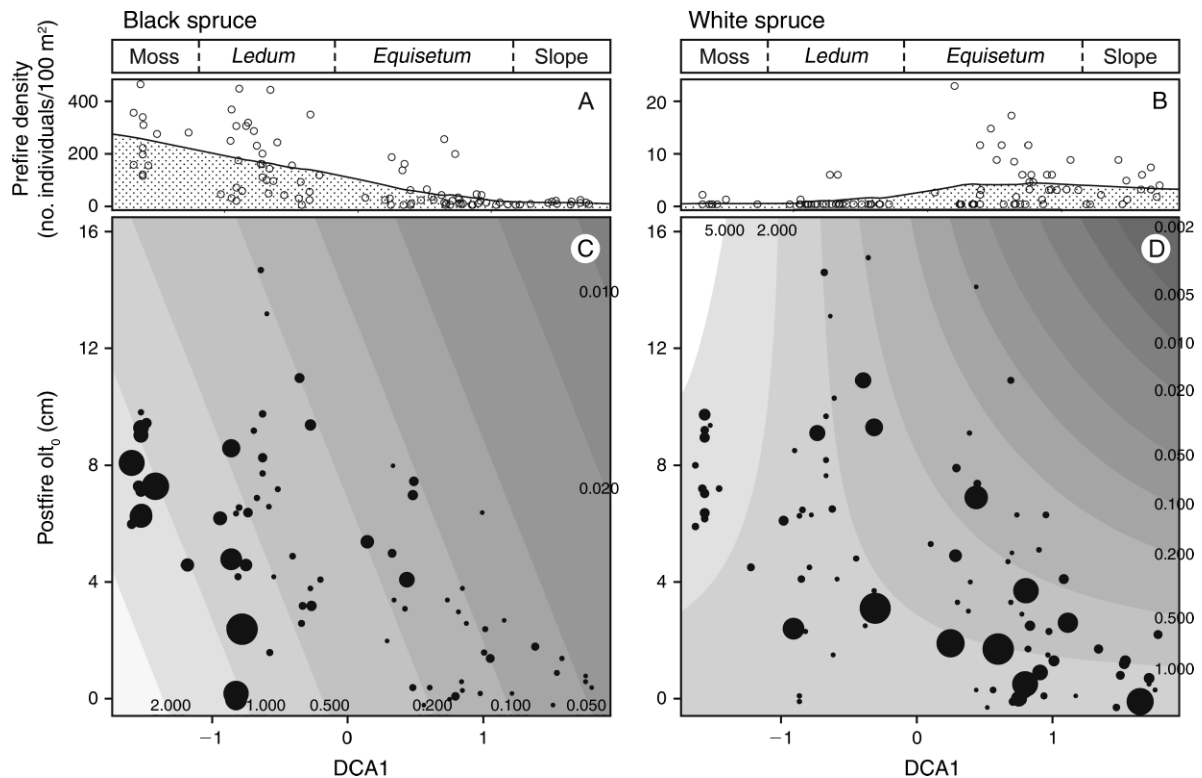 Black spruce
White spruce
Moss Ledum Equisetum Slope
Moss Ledum Equisetum Slope
Prefire density
(no. individuals/100 m²)
400
200
0
A
20
10
0
B
Postfire olt₀ (cm)
16
12
8
4
0
C
0.010
0.020
2.000 1.000 0.500 0.200 0.100 0.050
−1 0 1
DCA1
16
12
8
4
0
5.000 2.000
D
0.002
0.005
0.010
0.020
0.050
0.100
0.200
0.500
1.000
−1 0 1
DCA1